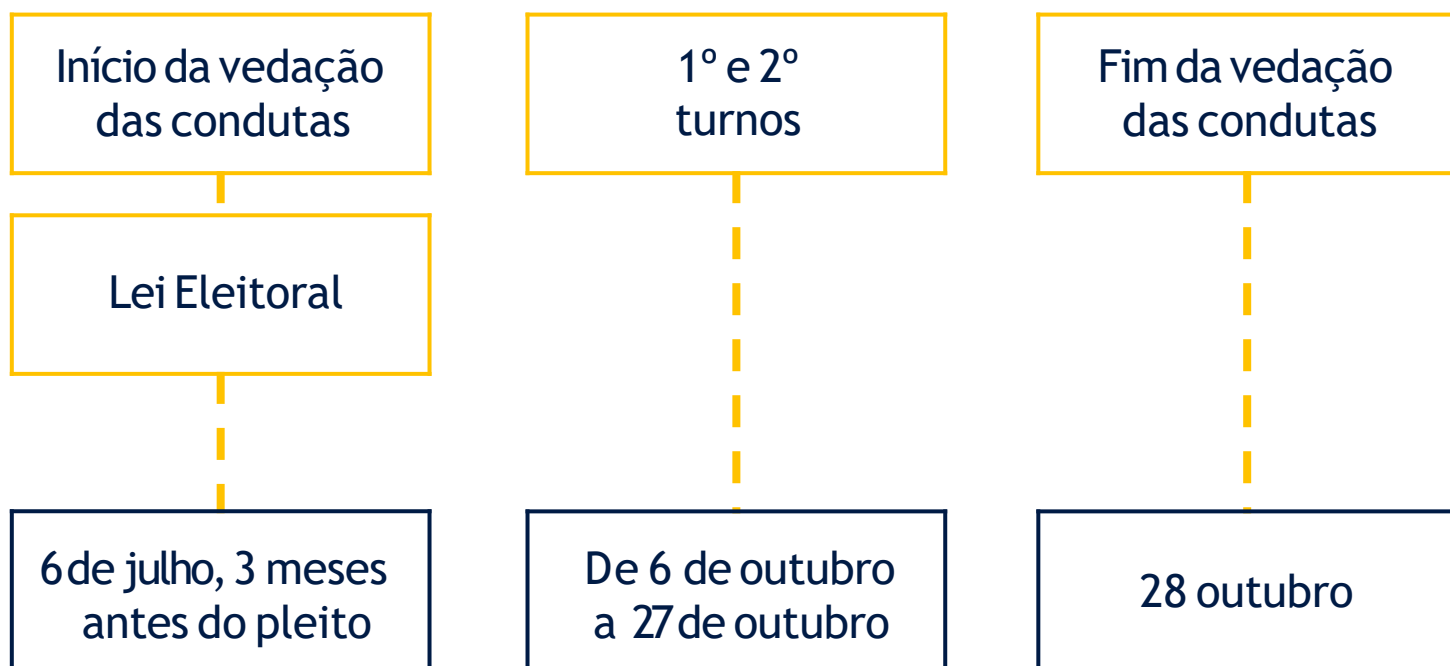 Início da vedação
das condutas
1º e 2º
turnos
Fim da vedação
das condutas
Lei Eleitoral
6 de julho, 3 meses
antes do pleito
De 6 de outubro
a 27 de outubro
28 outubro